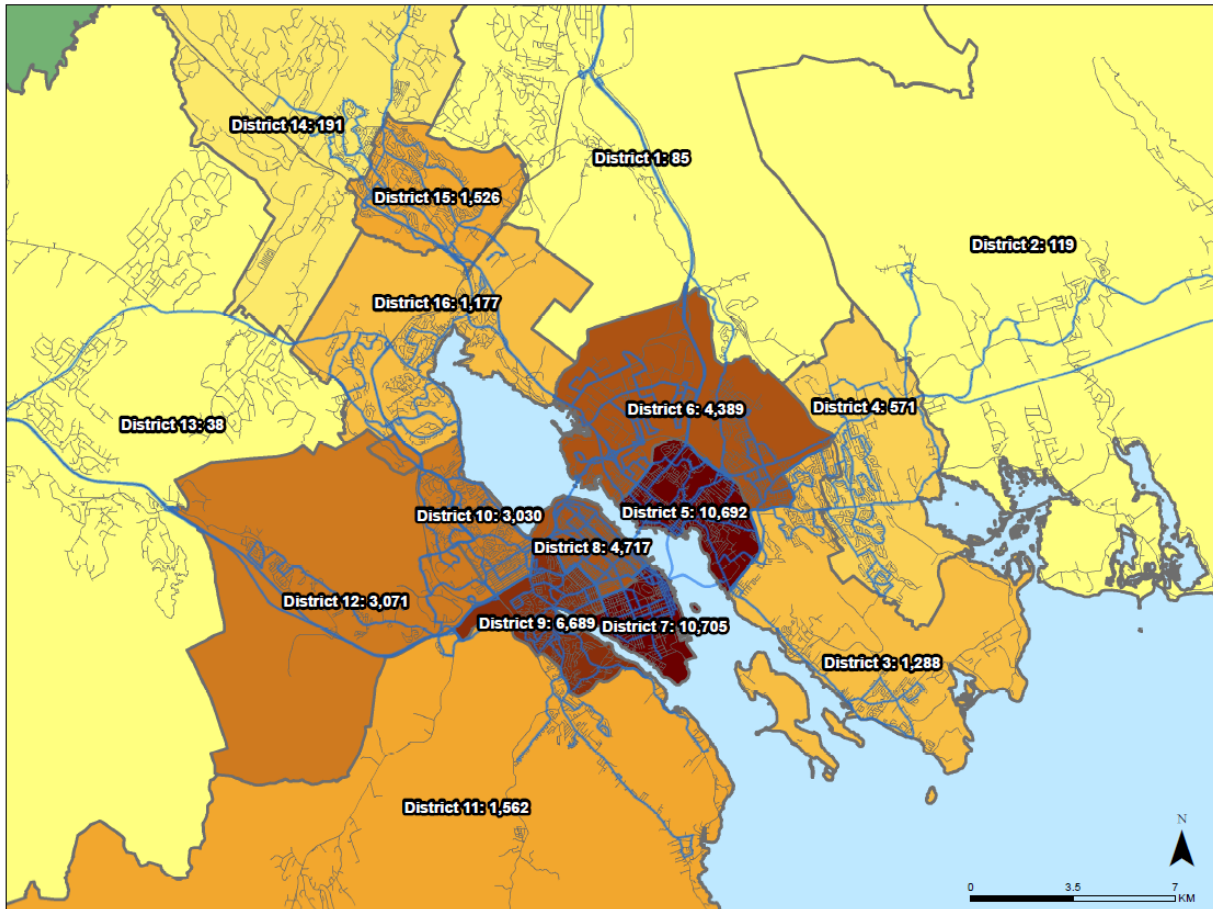 District 14: 191
District 1: 85
District 15: 1,526
District 2: 119
District 16: 1,177
District 6: 4,389
District 4: 571
District 13: 38
District 10: 3,030
District 5: 10,692
District 8: 4,717
District 12: 3,071
District 9: 6,689
District 7: 10,705
District 3: 1,288
District 11: 1,562
N
0 3.5 7
KM